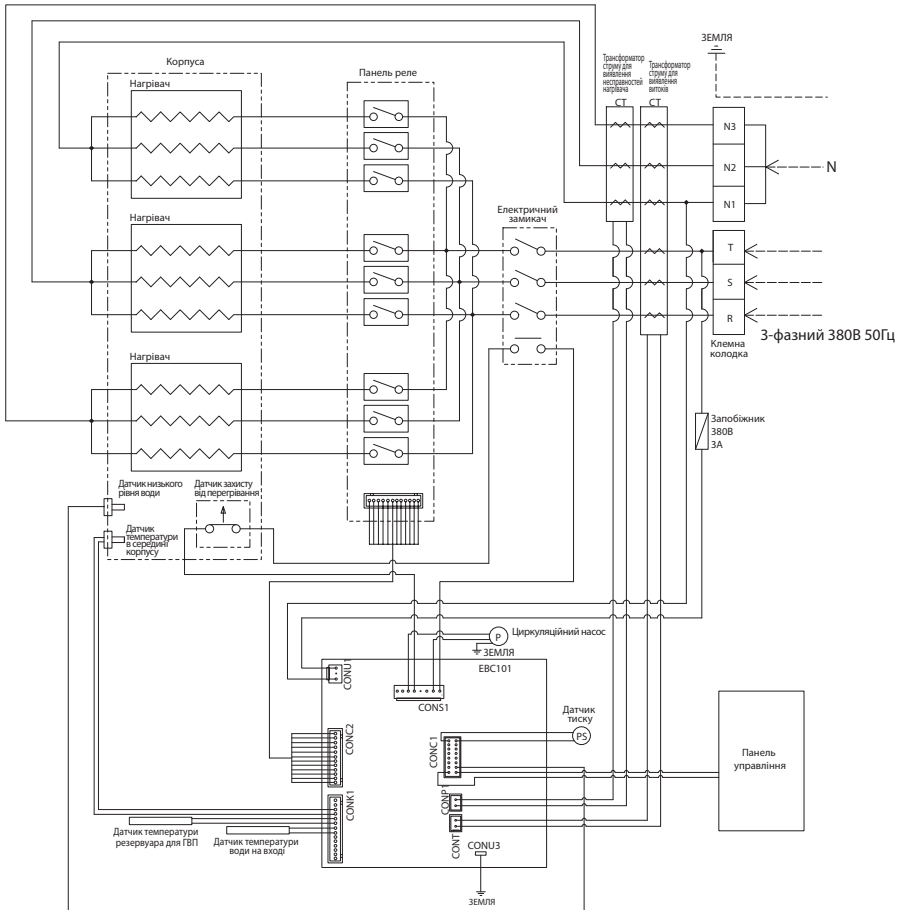 ЗЕМЛЯ
Трансформатор
струму для
виявлення
несправностей
нагрівача
Трансформатор
струму для
виявлення
витоків
СТ
СТ
Корпуса
Панель реле
Нагрівач
N3
N2
N1
N
Електричний
замикач
Нагрівач
T
S
R
3-фазний 380В 50Гц
Клемна
колодка
Нагрівач
Запобіжник
380В
3А
Датчик низького
рівня води
Датчик захисту
від перегрівання
Датчик
температури
в середині
корпусу
P
Циркуляційний насос
ЗЕМЛЯ
EBC101
CONU1
CONS1
Датчик
тиску
PS
CONC2
CONC1
Панель
управління
CONK1
CONP1
CONT
Датчик температури
резервуара для ГВП
Датчик температури
води на вході
CONU3
ЗЕМЛЯ